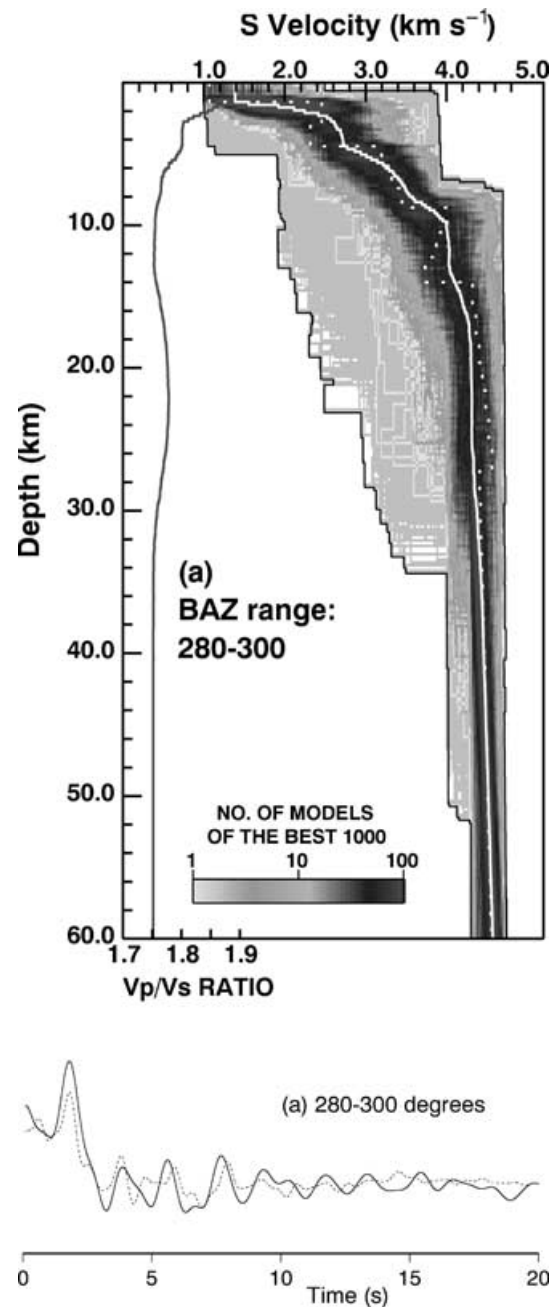 S Velocity (km s⁻¹)
1.0 2.0 3.0 4.0 5.0
10.0
20.0
30.0
40.0
50.0
60.0
Depth (km)
(a)
BAZ range:
280-300
NO. OF MODELS
OF THE BEST 1000
1 10 100
1.7 1.8 1.9
Vp/Vs RATIO
(a) 280-300 degrees
0 5 10 15 20
Time (s)